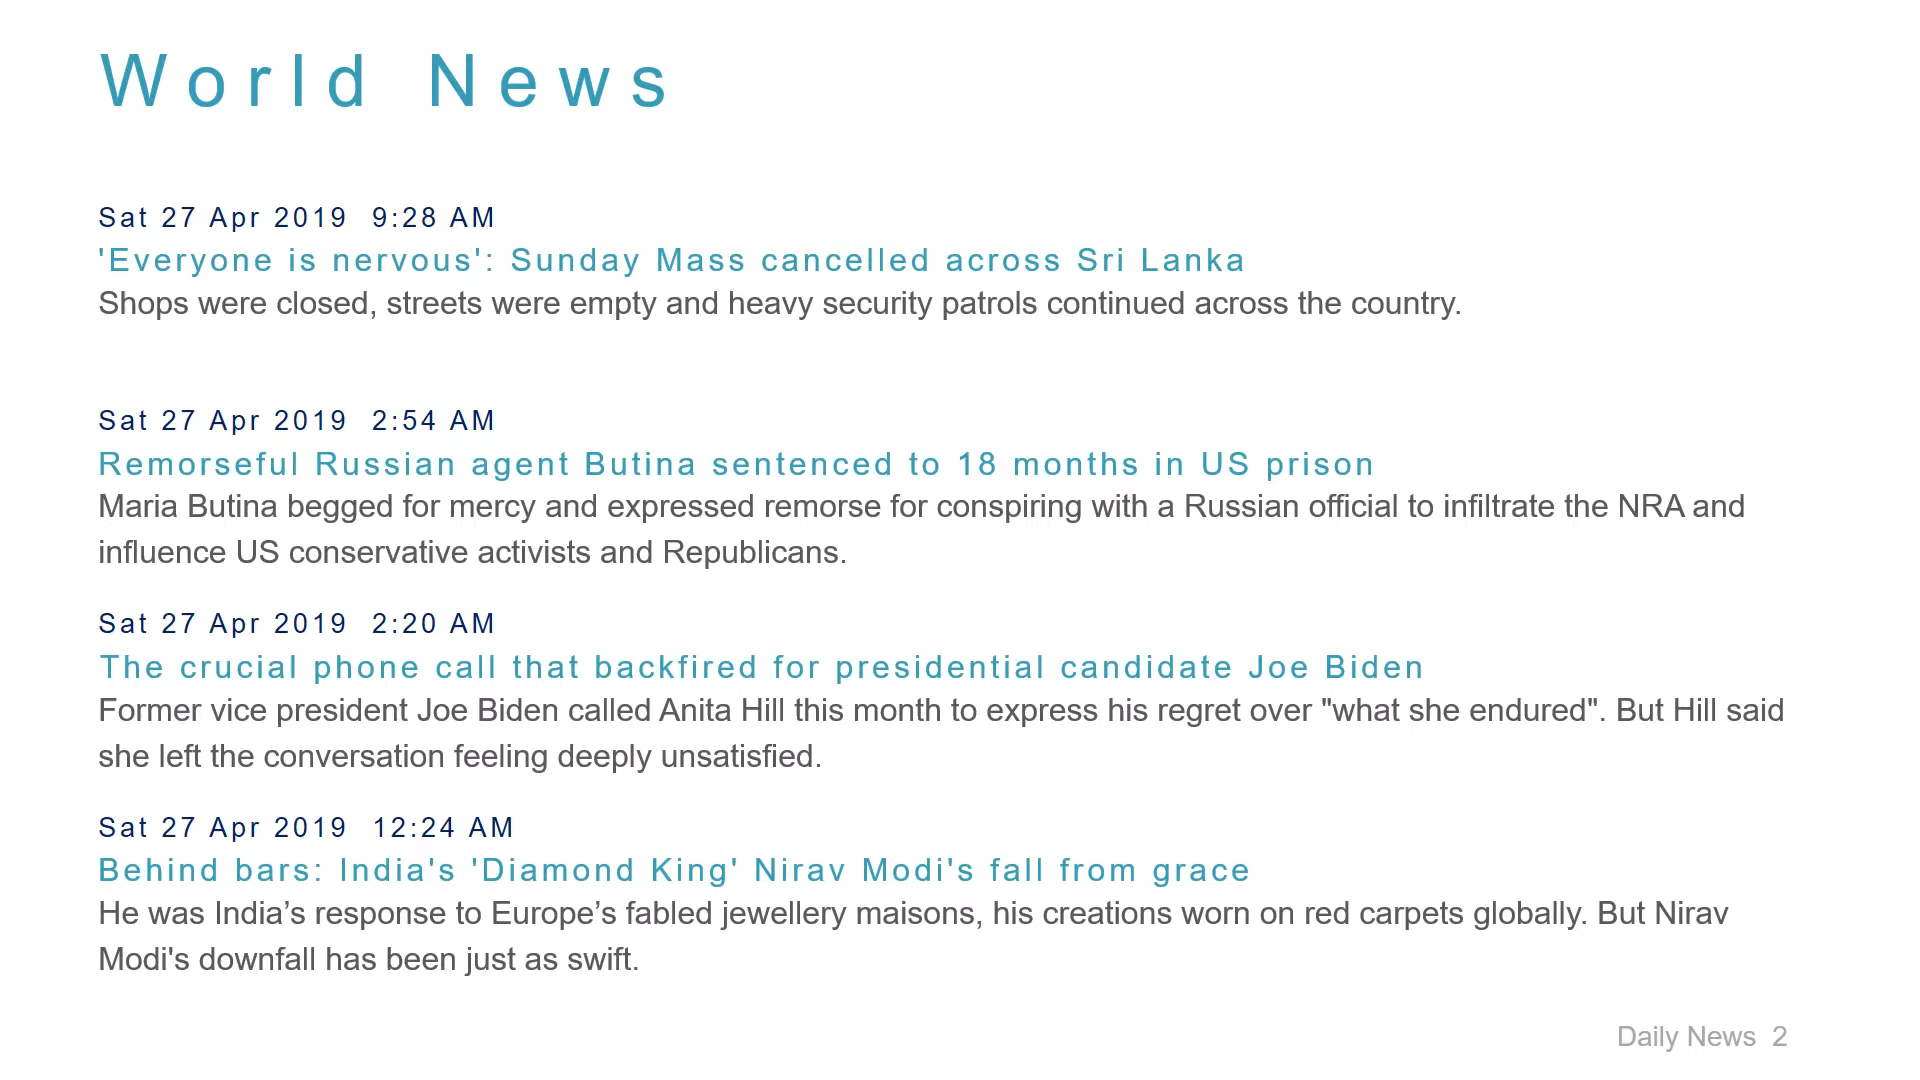 World News
Sat 27 Apr 2019 9:28 AM
'Everyone is nervous': Sunday Mass cancelled across Sri Lanka
Shops were closed, streets were empty and heavy security patrols continued across the country.
Sat 27 Apr 2019 2:54 AM
Remorseful Russian agent Butina sentenced to 18 months in US prison
Maria Butina begged for mercy and expressed remorse for conspiring with a Russian official to infiltrate the NRA and
influence US conservative activists and Republicans.
Sat 27 Apr 2019 2:20 AM
The crucial phone call that backfired for presidential candidate Joe Biden
Former vice president Joe Biden called Anita Hill this month to express his regret over "what she endured". But Hill said
she left the conversation feeling deeply unsatisfied.
Sat 27 Apr 2019 12:24 AM
Behind bars: India's 'Diamond King' Nirav Modi's fall from grace
He was India’s response to Europe’s fabled jewellery maisons, his creations worn on red carpets globally. But Nirav
Modi's downfall has been just as swift.
Daily News 2